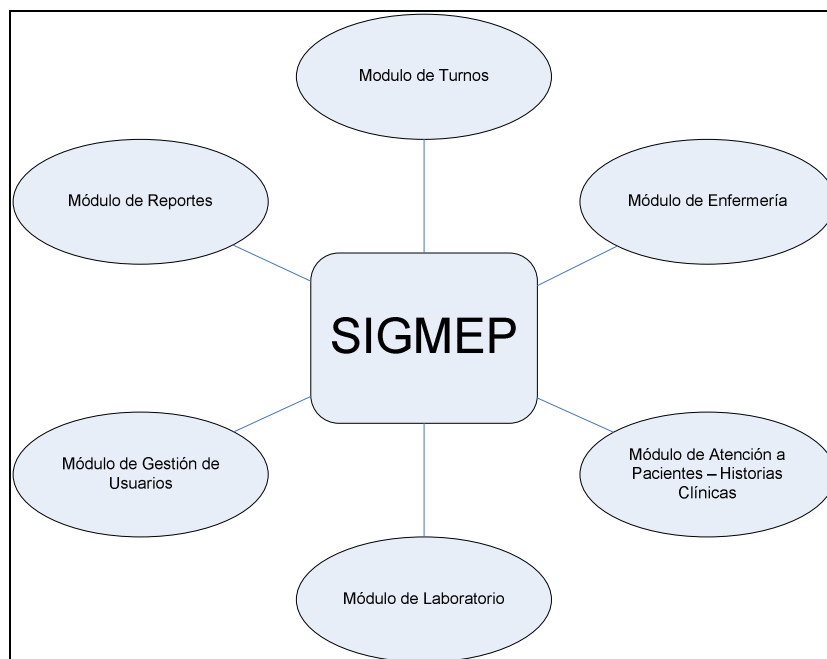 Modulo de Turnos
Módulo de Reportes
Módulo de Enfermería
SIGMEP
Módulo de Gestión de
Usuarios
Módulo de Atención a
Pacientes – Historias
Clínicas
Módulo de Laboratorio